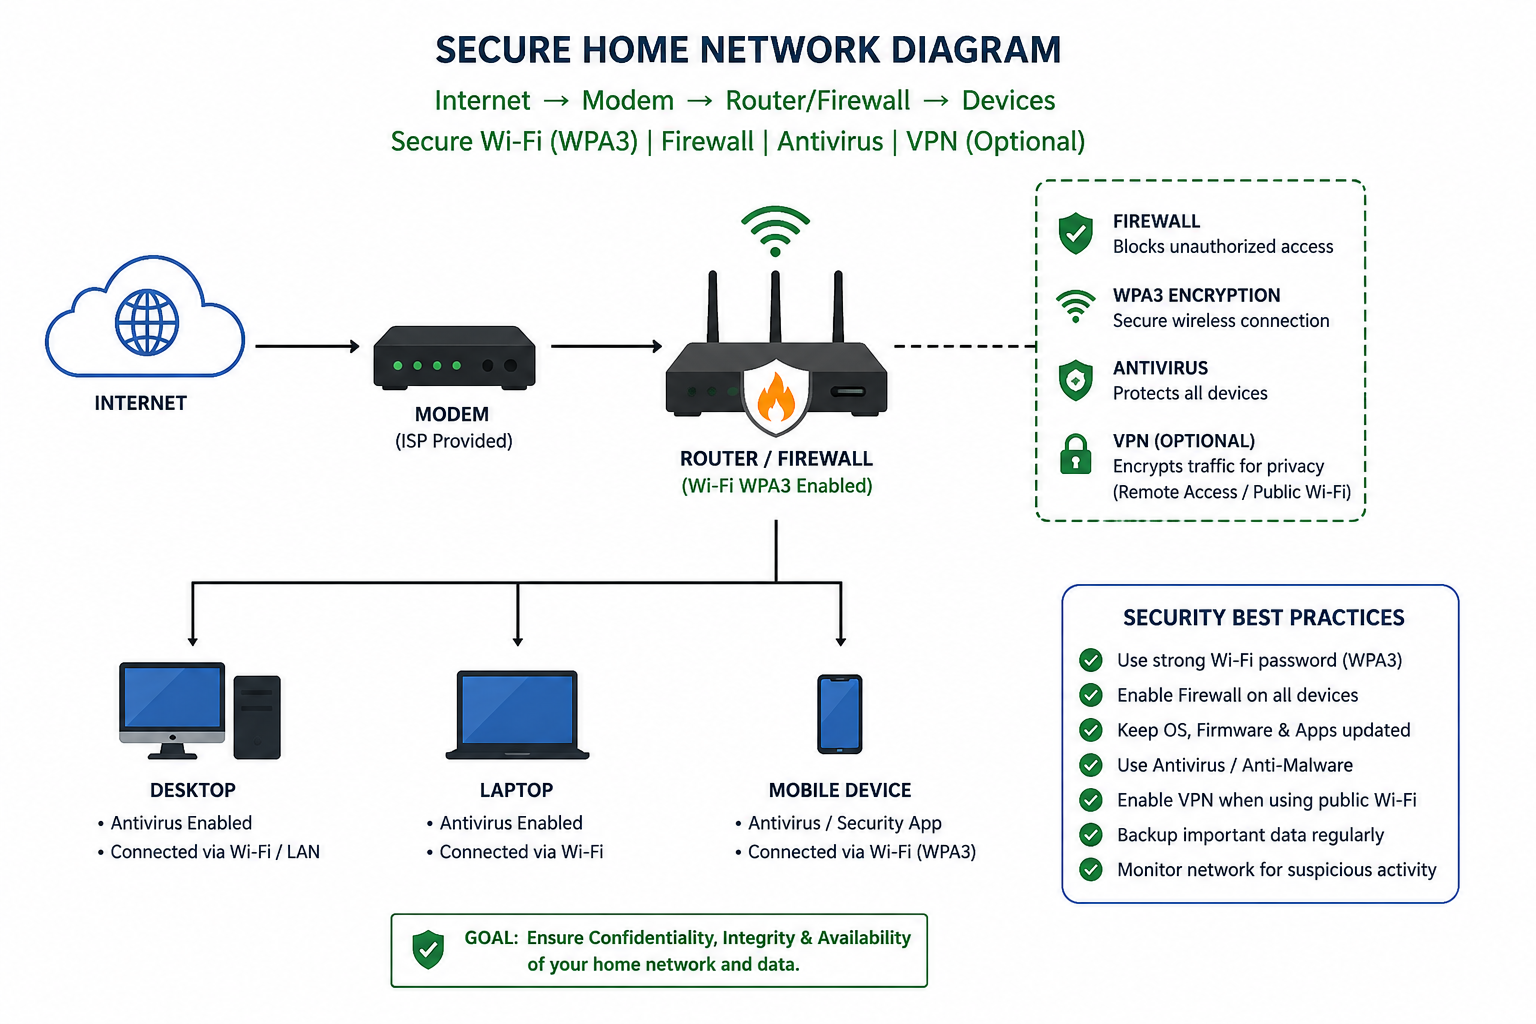 SECURE HOME NETWORK DIAGRAM
Internet → Modem → Router/Firewall → Devices
Secure Wi-Fi (WPA3) | Firewall | Antivirus | VPN (Optional)
INTERNET
MODEM
(ISP Provided)
ROUTER / FIREWALL
(Wi-Fi WPA3 Enabled)
FIREWALL
Blocks unauthorized access
WPA3 ENCRYPTION
Secure wireless connection
ANTIVIRUS
Protects all devices
VPN (OPTIONAL)
Encrypts traffic for privacy
(Remote Access / Public Wi-Fi)
DESKTOP
• Antivirus Enabled
• Connected via Wi-Fi / LAN
LAPTOP
• Antivirus Enabled
• Connected via Wi-Fi
MOBILE DEVICE
• Antivirus / Security App
• Connected via Wi-Fi (WPA3)
SECURITY BEST PRACTICES
Use strong Wi-Fi password (WPA3)
Enable Firewall on all devices
Keep OS, Firmware & Apps updated
Use Antivirus / Anti-Malware
Enable VPN when using public Wi-Fi
Backup important data regularly
Monitor network for suspicious activity
GOAL: Ensure Confidentiality, Integrity & Availability
of your home network and data.